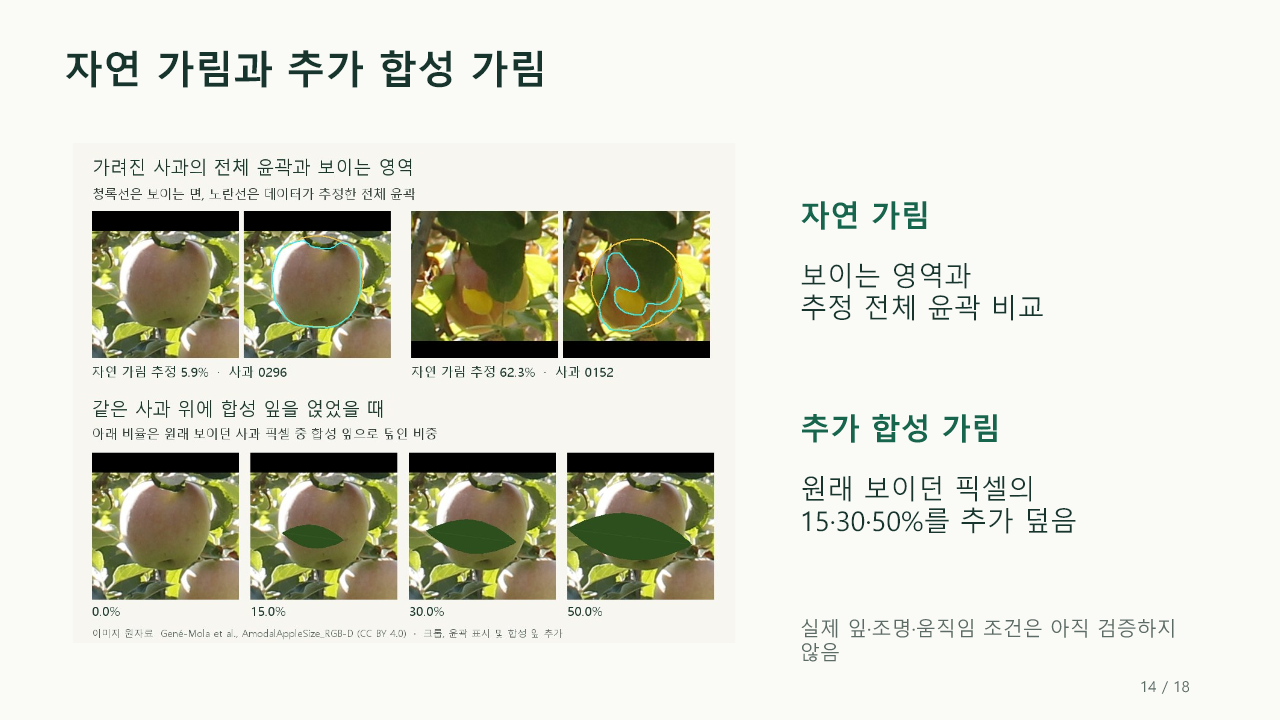 자연 가림과 추가 합성 가림
가려진 사과의 전체 윤곽과 보이는 영역
청록선은 보이는 면, 노란선은 데이터가 추정한 전체 윤곽
자연 가림 추정 5.9% · 사과 0296
자연 가림 추정 62.3% · 사과 0152
같은 사과 위에 합성 잎을 얹었을 때
아래 비율은 원래 보이던 사과 픽셀 중 합성 잎으로 덮인 비중
0.0%
15.0%
30.0%
50.0%
이미지 원자료: Gené-Mola et al., AmodalAppleSize_RGB-D (CC BY 4.0) · 크롭, 윤곽 표시 및 합성 잎 추가
자연 가림
보이는 영역과
추정 전체 윤곽 비교
추가 합성 가림
원래 보이던 픽셀의
15·30·50%를 추가 덮음
실제 잎·조명·움직임 조건은 아직 검증하지
않음
14 / 18